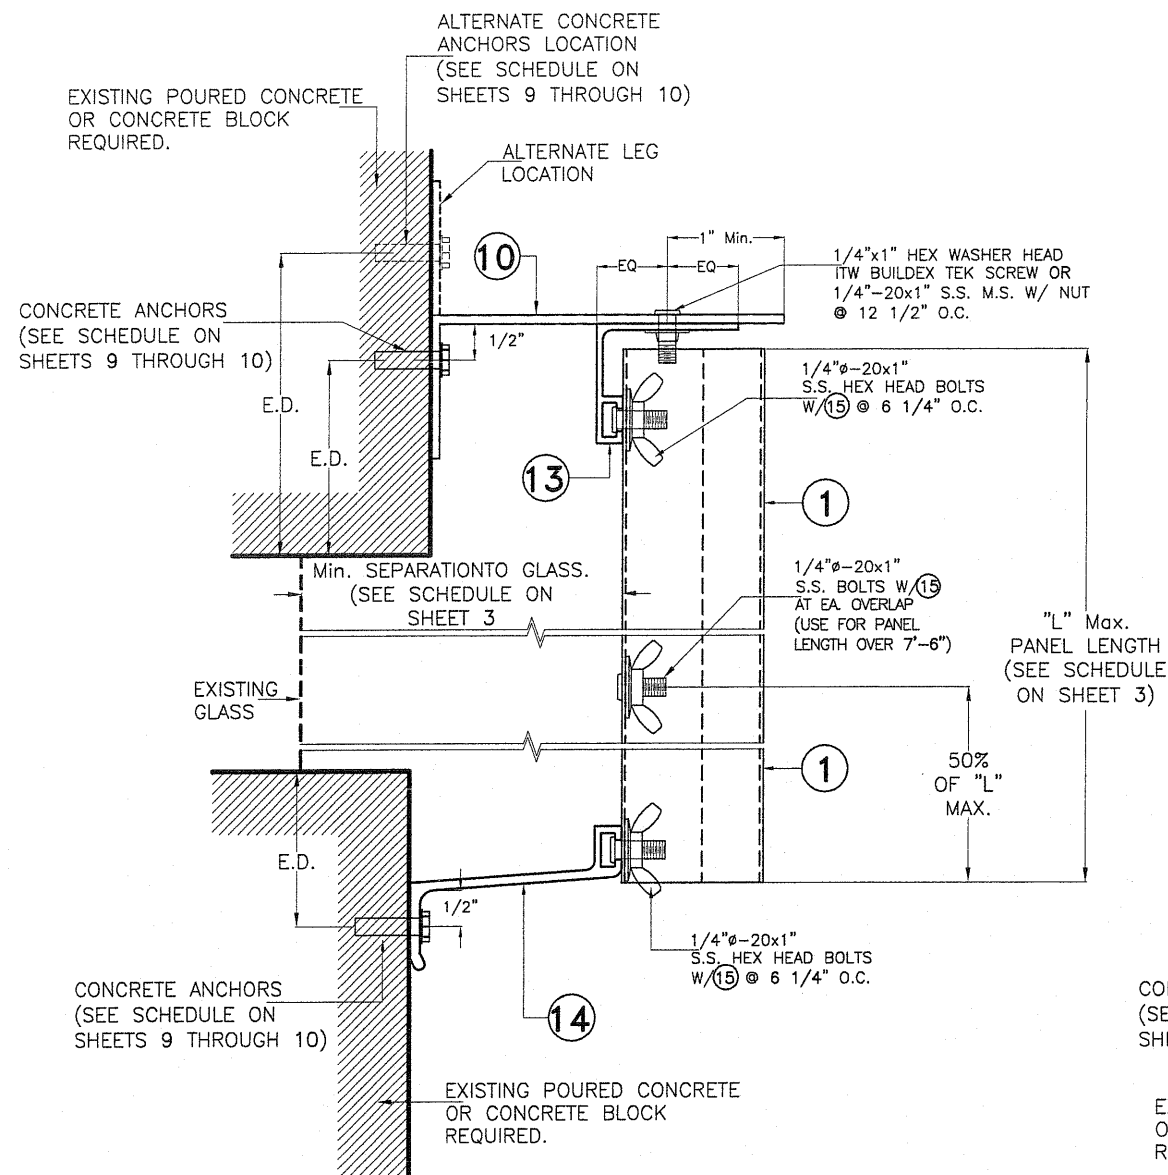 ALTERNATE CONCRETE
ANCHORS LOCATION
(SEE SCHEDULE ON
SHEETS 9 THROUGH 10)
EXISTING POURED CONCRETE
OR CONCRETE BLOCK
REQUIRED.
ALTERNATE LEG
LOCATION
10
1" Min.
EQ
EQ
1/4"x1" HEX WASHER HEAD
ITW BUILDEX TEK SCREW OR
1/4"-20x1" S.S. M.S. W/ NUT
@ 12 1/2" O.C.
CONCRETE ANCHORS
(SEE SCHEDULE ON
SHEETS 9 THROUGH 10)
1/2"
E.D.
E.D.
1/4"ø-20x1"
S.S. HEX HEAD BOLTS
W/15 @ 6 1/4" O.C.
13
1
Min. SEPARATIONTO GLASS.
(SEE SCHEDULE ON
SHEET 3
1/4"ø-20x1"
S.S. BOLTS W/15
AT EA. OVERLAP
(USE FOR PANEL
LENGTH OVER 7'-6")
"L" Max.
PANEL LENGTH
(SEE SCHEDULE
ON SHEET 3)
EXISTING
GLASS
1
50%
OF "L"
MAX.
E.D.
1/2"
1/4"ø-20x1"
S.S. HEX HEAD BOLTS
W/15 @ 6 1/4" O.C.
CONCRETE ANCHORS
(SEE SCHEDULE ON
SHEETS 9 THROUGH 10)
14
EXISTING POURED CONCRETE
OR CONCRETE BLOCK
REQUIRED.